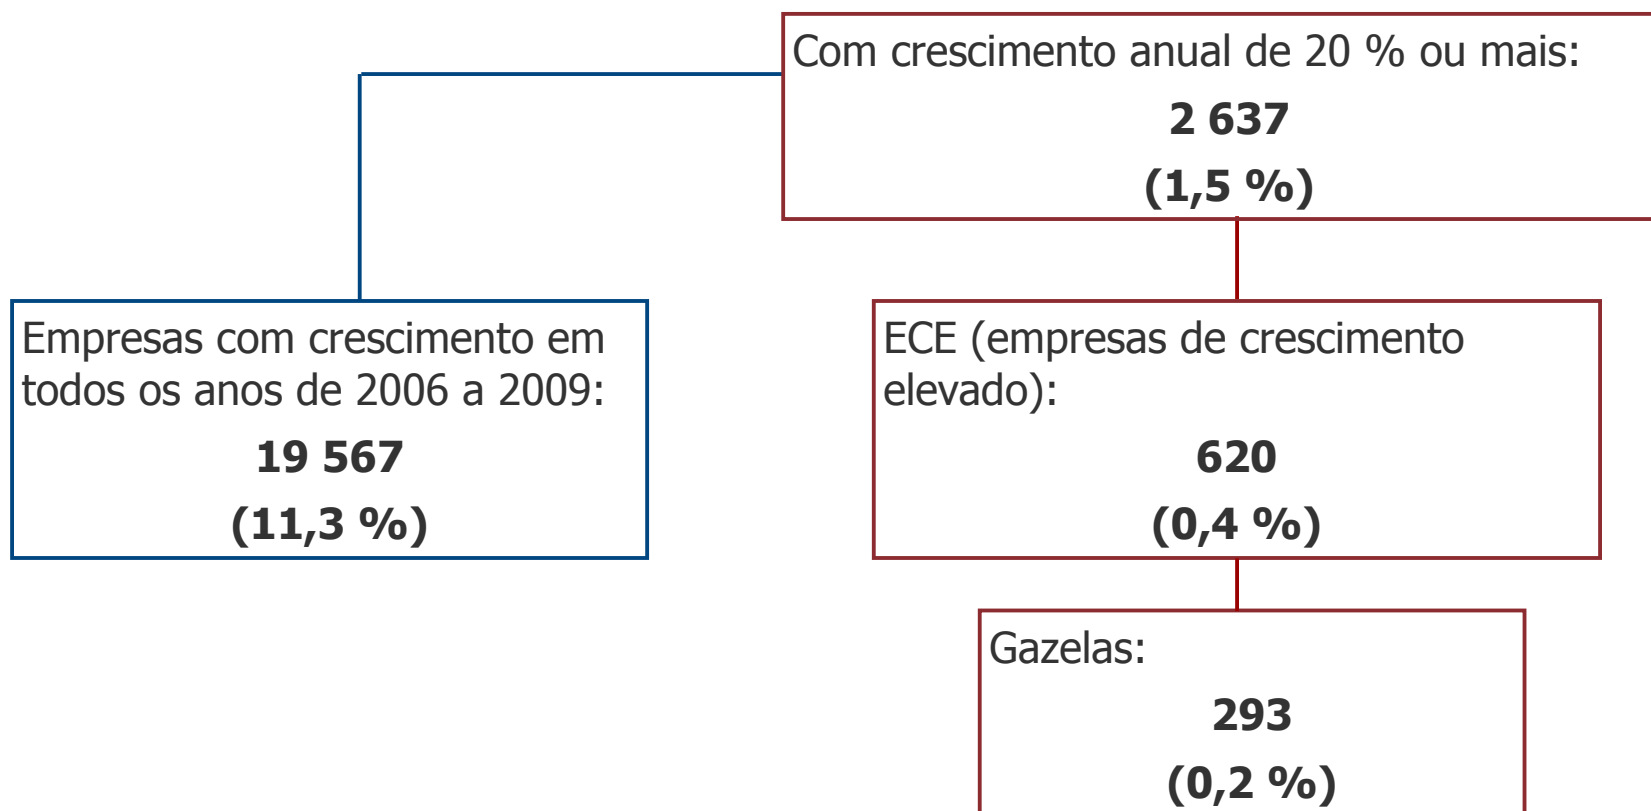 Com crescimento anual de 20 % ou mais:
2 637
(1,5 %)
Empresas com crescimento em
todos os anos de 2006 a 2009:
19 567
(11,3 %)
ECE (empresas de crescimento
elevado):
620
(0,4 %)
Gazelas:
293
(0,2 %)